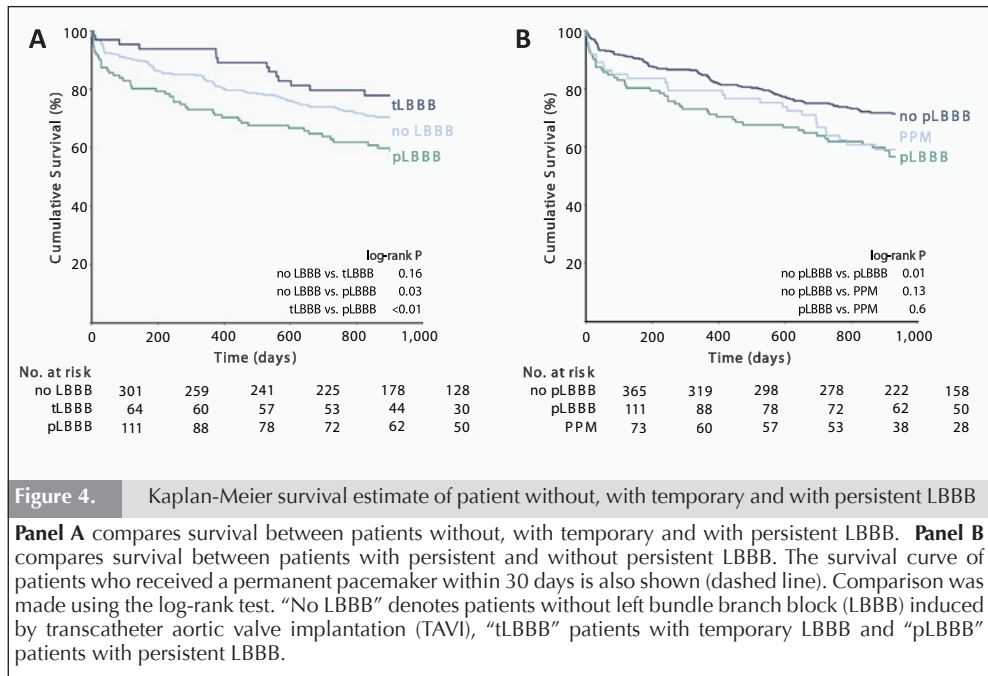 A
Cumulative Survival (%)
100
80
60
40
20
tLBBB
no LBBB
pLBBB
log-rank P
no LBBB vs. tLBBB 0.16
no LBBB vs. pLBBB 0.03
tLBBB vs. pLBBB <0.01
0 200 400 600 800 1,000
Time (days)
No. at risk
no LBBB 301 259 241 225 178 128
tLBBB 64 60 57 53 44 30
pLBBB 111 88 78 72 62 50
B
Cumulative Survival (%)
100
80
60
40
20
no pLBBB
PPM
pLBBB
log-rank P
no pLBBB vs. pLBBB 0.01
no pLBBB vs. PPM 0.13
pLBBB vs. PPM 0.6
0 200 400 600 800 1,000
Time (days)
No. at risk
no pLBBB 365 319 298 278 222 158
pLBBB 111 88 78 72 62 50
PPM 73 60 57 53 38 28
Figure 4. Kaplan-Meier survival estimate of patient without, with temporary and with persistent LBBB
Panel A compares survival between patients without, with temporary and with persistent LBBB. Panel B
compares survival between patients with persistent and without persistent LBBB. The survival curve of
patients who received a permanent pacemaker within 30 days is also shown (dashed line). Comparison was
made using the log-rank test. “No LBBB” denotes patients without left bundle branch block (LBBB) induced
by transcatheter aortic valve implantation (TAVI), “tLBBB” patients with temporary LBBB and “pLBBB”
patients with persistent LBBB.